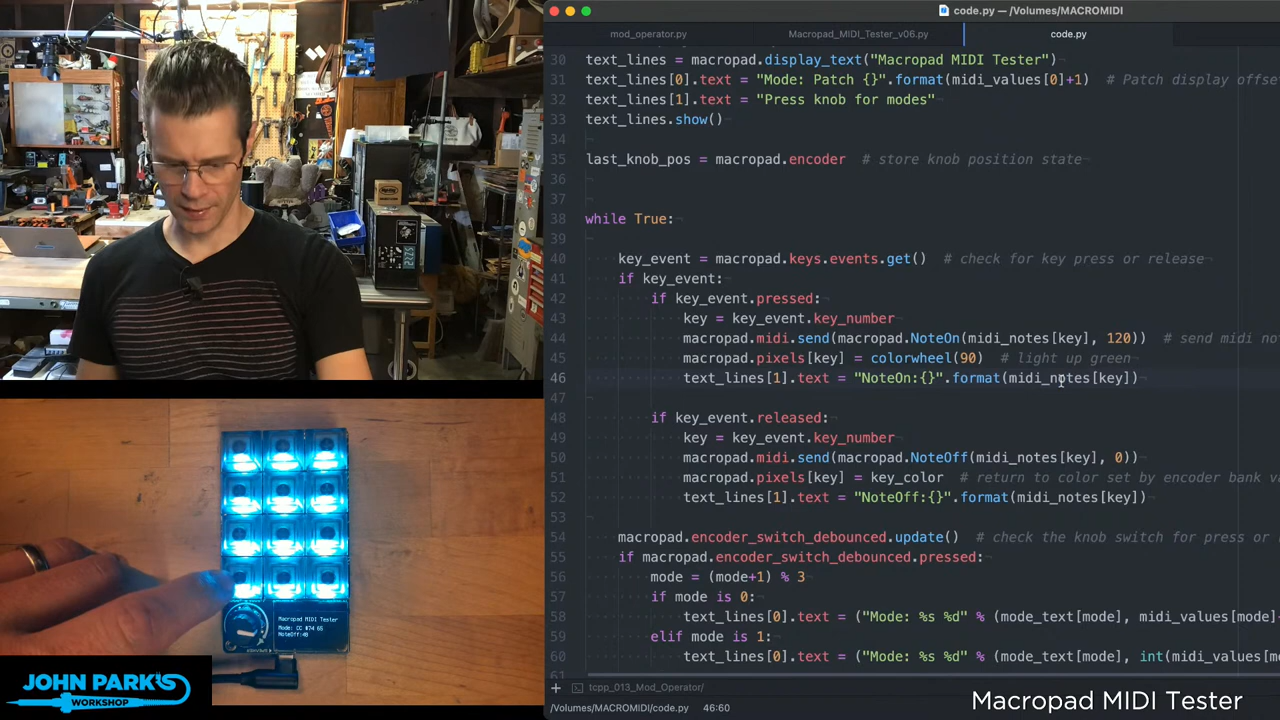 code.py — /Volumes/MACROMIDI
mod_operator.py
Macropad_MIDI_Tester_v06.py
code.py
30 text_lines = macropad.display_text("Macropad MIDI Tester")
31 text_lines[0].text = "Mode: Patch {}".format(midi_values[0]+1) # Patch display offse
32 text_lines[1].text = "Press knob for modes"
33 text_lines.show()
34
35 last_knob_pos = macropad.encoder # store knob position state
36
37
38 while True:
39
40 key_event = macropad.keys.events.get() # check for key press or release
41 if key_event:
42 if key_event.pressed:
43 key = key_event.key_number
44 macropad.midi.send(macropad.NoteOn(midi_notes[key], 120)) # send midi no
45 macropad.pixels[key] = colorwheel(90) # light up green
46 text_lines[1].text = "NoteOn:{}".format(midi_notes[key])
47
48 if key_event.released:
49 key = key_event.key_number
50 macropad.midi.send(macropad.NoteOff(midi_notes[key], 0))
51 macropad.pixels[key] = key_color # return to color set by encoder bank va
52 text_lines[1].text = "NoteOff:{}".format(midi_notes[key])
53
54 macropad.encoder_switch_debounced.update() # check the knob switch for press or r
55 if macropad.encoder_switch_debounced.pressed:
56 mode = (mode+1) % 3
57 if mode is 0:
58 text_lines[0].text = ("Mode: %s %d" % (mode_text[mode], midi_values[mode]
59 elif mode is 1:
60 text_lines[0].text = ("Mode: %s %d" % (mode_text[mode], int(midi_values[mo
tcpp_013_Mod_Operator/
/Volumes/MACROMIDI/code.py 46:60
Macropad MIDI Tester
Macropad MIDI Tester
Mode: CC #74 65
NoteOff:48
JOHN PARK'S
WORKSHOP